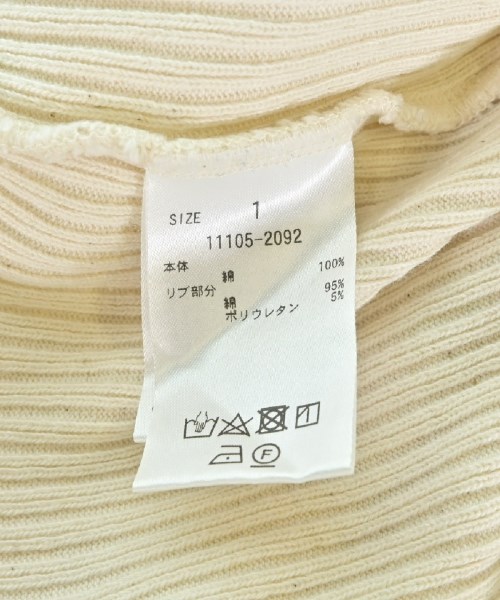 SIZE 1
11105-2092
本体 綿 100%
リブ部分 綿 95%
ポリウレタン 5%
F